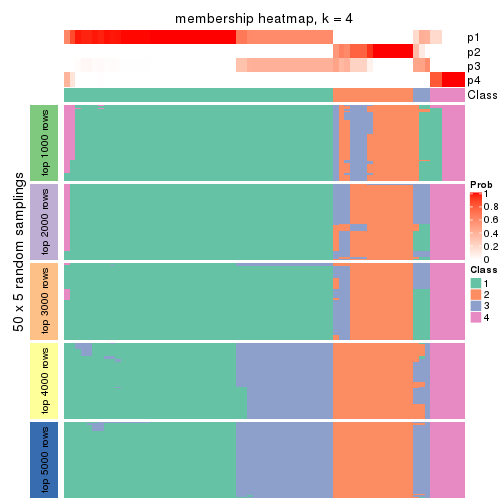 membership heatmap, k = 4
p1
p2
p3
p4
Class
50 x 5 random samplings
top 1000 rows
top 2000 rows
top 3000 rows
top 4000 rows
top 5000 rows
Prob
1
0.8
0.6
0.4
0.2
0
Class
1
2
3
4